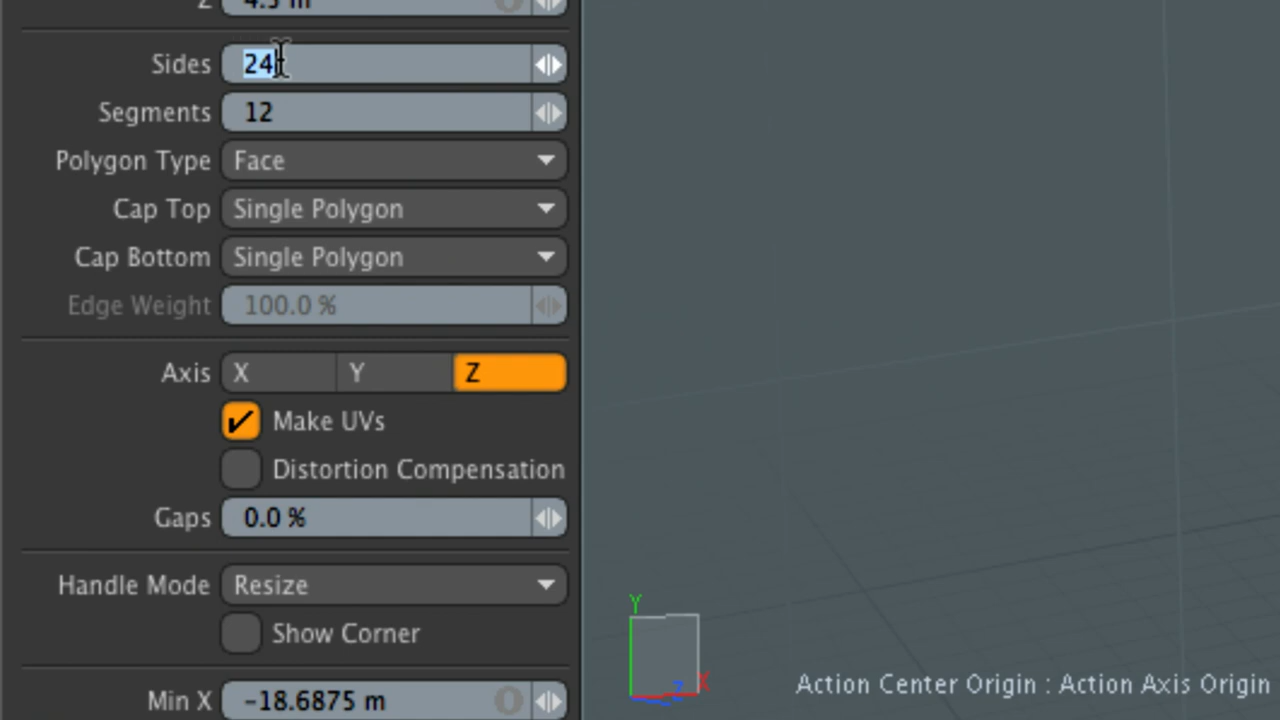 Z 4.5 m
Sides 24
Segments 12
Polygon Type Face
Cap Top Single Polygon
Cap Bottom Single Polygon
Edge Weight 100.0 %
Axis X Y Z
Make UVs
Distortion Compensation
Gaps 0.0 %
Handle Mode Resize
Show Corner
Min X -18.6875 m
Y
Z X
Action Center Origin : Action Axis Origin